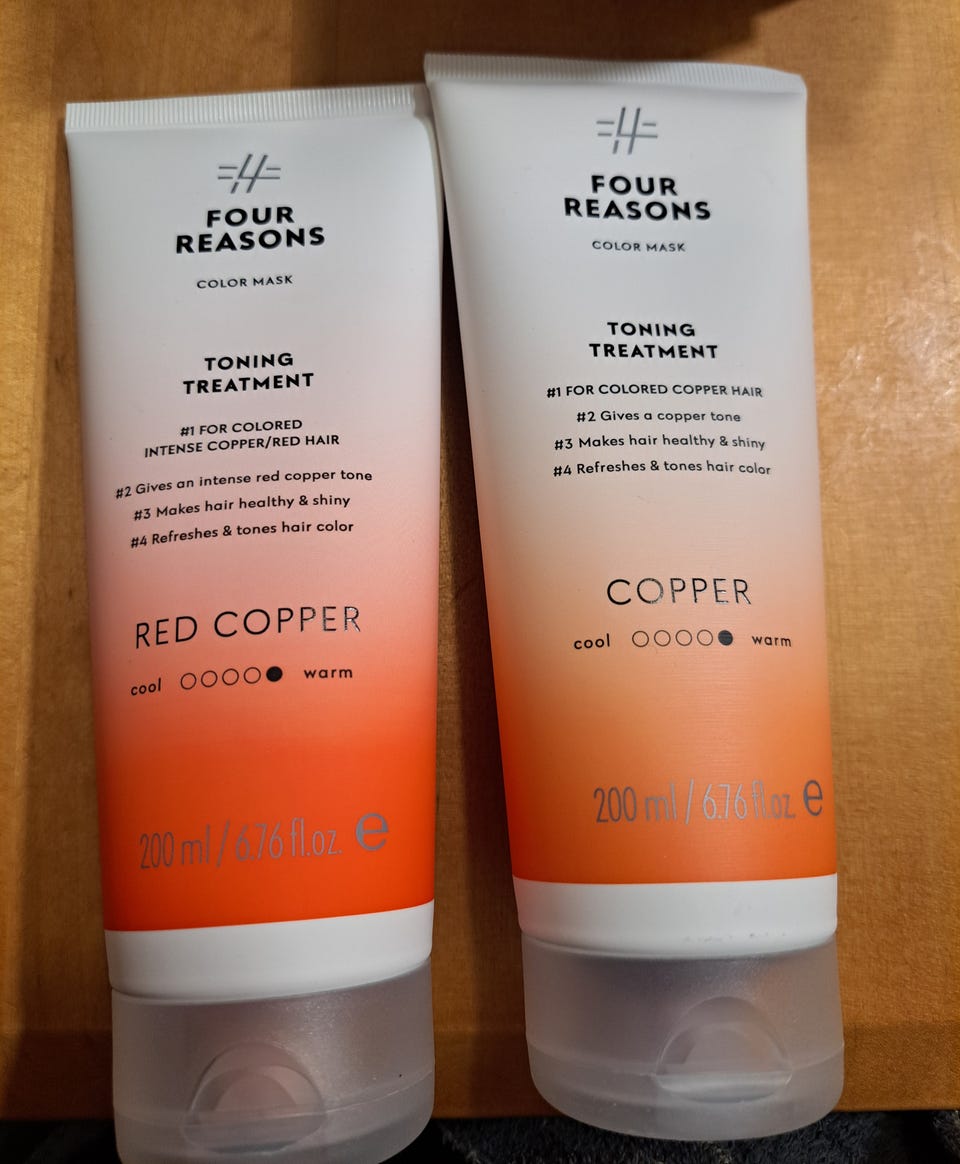 FOUR
REASONS
COLOR MASK
TONING
TREATMENT
#1 FOR COLORED
INTENSE COPPER/RED HAIR
#2 Gives an intense red copper tone
#3 Makes hair healthy & shiny
#4 Refreshes & tones hair color
RED COPPER
cool warm
200 ml / 6.76 fl.oz. e
FOUR
REASONS
COLOR MASK
TONING
TREATMENT
#1 FOR COLORED COPPER HAIR
#2 Gives a copper tone
#3 Makes hair healthy & shiny
#4 Refreshes & tones hair color
COPPER
cool warm
200 ml / 6.76 fl.oz. e